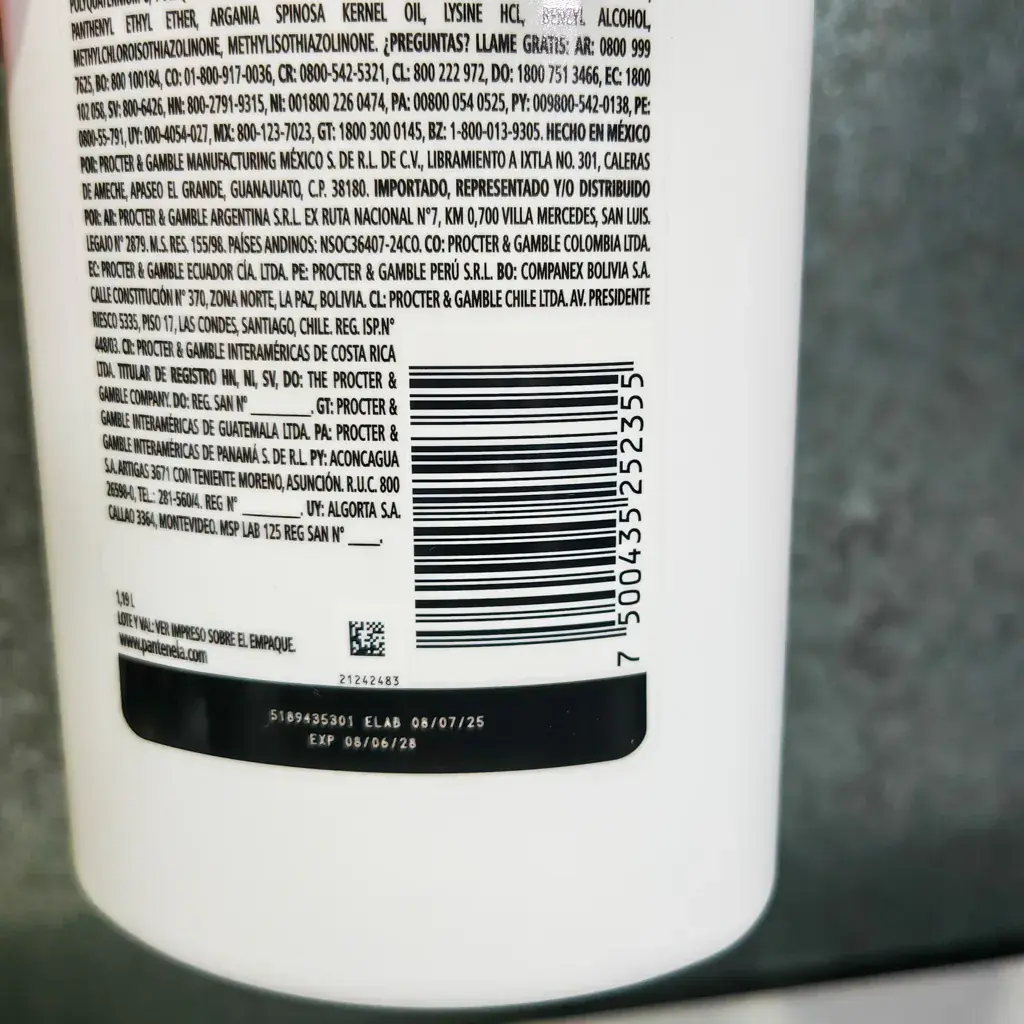 PANTHENYL ETHYL ETHER, ARGANIA SPINOSA KERNEL OIL, LYSINE HCl, BENZYL ALCOHOL,
METHYLCHLOROISOTHIAZOLINONE, METHYLISOTHIAZOLINONE. ¿PREGUNTAS? LLAME GRATIS: AR: 0800 999
7625, BO: 800 100184, CO: 01-800-917-0036, CR: 0800-542-5321, CL: 800 222 972, DO: 1800 751 3466, EC: 1800
102 058, SV: 800-6426, HN: 800-2791-9315, NI: 001800 226 0474, PA: 00800 054 0525, PY: 009800-542-0138, PE:
0800-55-791, UY: 000-4054-027, MX: 800-123-7023, GT: 1800 300 0145, BZ: 1-800-013-9305. HECHO EN MÉXICO
POR: PROCTER & GAMBLE MANUFACTURING MÉXICO S. DE R.L. DE C.V., LIBRAMIENTO A IXTLA NO. 301, CALERAS
DE AMECHE, APASEO EL GRANDE, GUANAJUATO, C.P. 38180. IMPORTADO, REPRESENTADO Y/O DISTRIBUIDO
POR: AR: PROCTER & GAMBLE ARGENTINA S.R.L. EX RUTA NACIONAL N°7, KM 0,700 VILLA MERCEDES, SAN LUIS.
LEGAJO N° 2879. M.S. RES. 155/98. PAÍSES ANDINOS: NSOC36407-24CO. CO: PROCTER & GAMBLE COLOMBIA LTDA.
EC: PROCTER & GAMBLE ECUADOR CÍA. LTDA. PE: PROCTER & GAMBLE PERÚ S.R.L. BO: COMPANEX BOLIVIA S.A.
CALLE CONSTITUCIÓN N° 370, ZONA NORTE, LA PAZ, BOLIVIA. CL: PROCTER & GAMBLE CHILE LTDA. AV. PRESIDENTE
RIESCO 5335, PISO 17, LAS CONDES, SANTIAGO, CHILE. REG. ISP.N°
448/03. CR: PROCTER & GAMBLE INTERAMÉRICAS DE COSTA RICA
LTDA. TITULAR DE REGISTRO HN, NI, SV, DO: THE PROCTER &
GAMBLE COMPANY. DO: REG. SAN N° ________. GT: PROCTER &
GAMBLE INTERAMÉRICAS DE GUATEMALA LTDA. PA: PROCTER &
GAMBLE INTERAMÉRICAS DE PANAMÁ S. DE R.L. PY: ACONCAGUA
S.A. ARTIGAS 3671 CON TENIENTE MORENO, ASUNCIÓN. R.U.C. 800
26598-0, TEL.: 281-560/4. REG N° ________. UY: ALGORTA S.A.
CALLAO 3364, MONTEVIDEO. MSP LAB 125 REG SAN N° ____.
7 500435 252355
1,19 L
LOTE Y VAL: VER IMPRESO SOBRE EL EMPAQUE.
www.pantenela.com
21242483
5189435301 ELAB 08/07/25
EXP 08/06/28